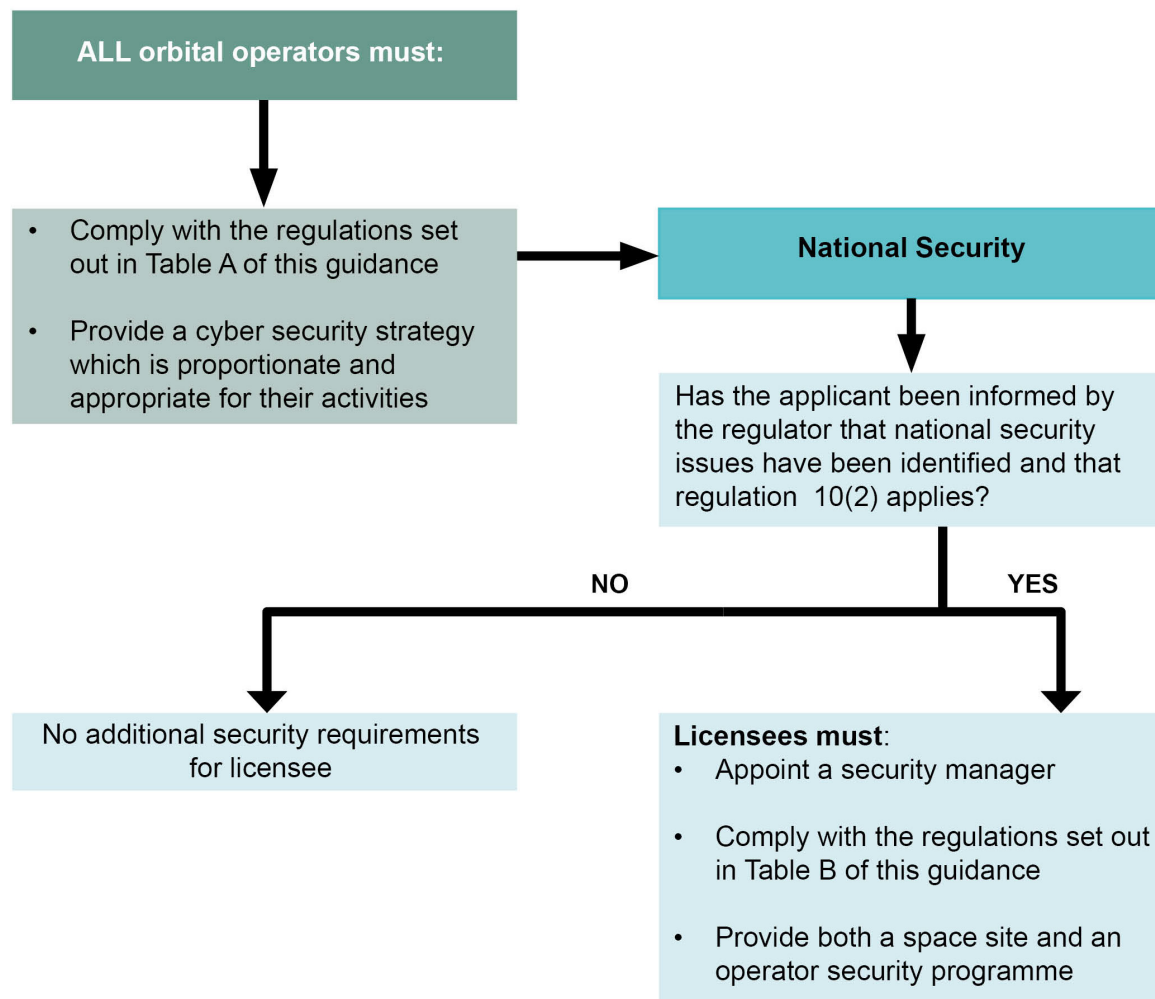 ALL orbital operators must:
• Comply with the regulations set
out in Table A of this guidance
• Provide a cyber security strategy
which is proportionate and
appropriate for their activities
National Security
Has the applicant been informed by
the regulator that national security
issues have been identified and that
regulation 10(2) applies?
NO
YES
No additional security requirements
for licensee
Licensees must:
• Appoint a security manager
• Comply with the regulations set out
in Table B of this guidance
• Provide both a space site and an
operator security programme